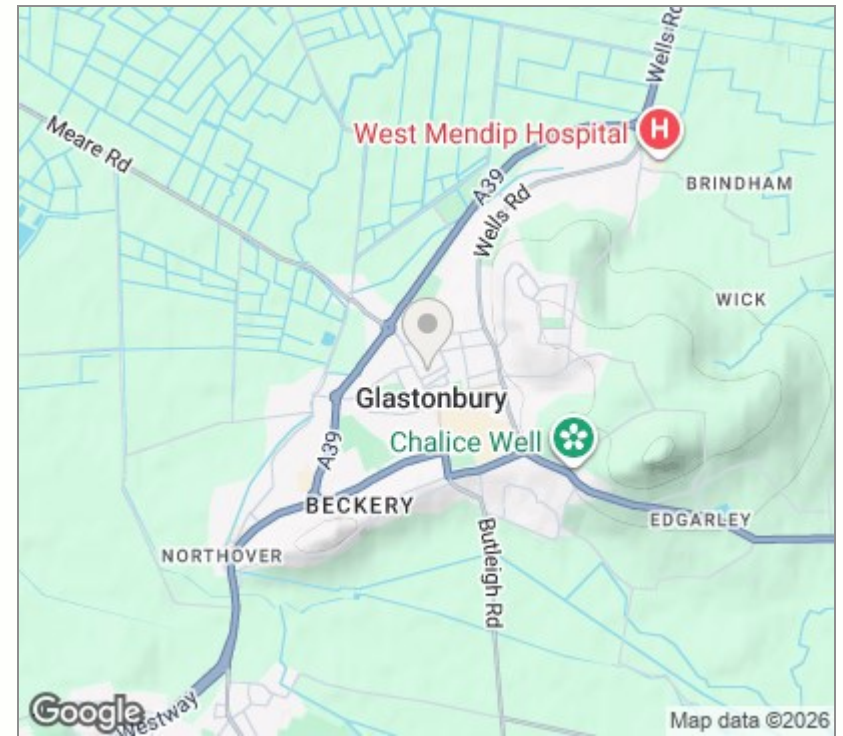 Wells Rd
Meare Rd
West Mendip Hospital
H
A39
BRINDHAM
Wells Rd
WICK
Glastonbury
Chalice Well
A39
BECKERY
EDGARLEY
NORTHOVER
Butleigh Rd
Westway
Google
Map data ©2026